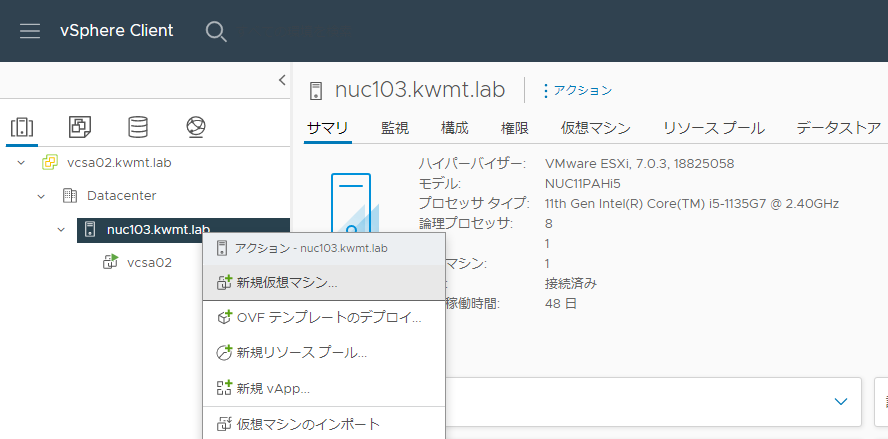 vSphere Client
nuc103.kwmt.lab
アクション
サマリ 監視 構成 権限 仮想マシン リソース プール データストア
vcsa02.kwmt.lab
Datacenter
nuc103.kwmt.lab
vcsa02
ハイパーバイザー: VMware ESXi, 7.0.3, 18825058
モデル: NUC11PAHi5
プロセッサ タイプ: 11th Gen Intel(R) Core(TM) i5-1135G7 @ 2.40GHz
論理プロセッサ: 8
1
マシン: 1
接続済み
稼働時間: 48 日
アクション - nuc103.kwmt.lab
新規仮想マシン...
OVF テンプレートのデプロイ...
新規リソース プール...
新規 vApp...
仮想マシンのインポート